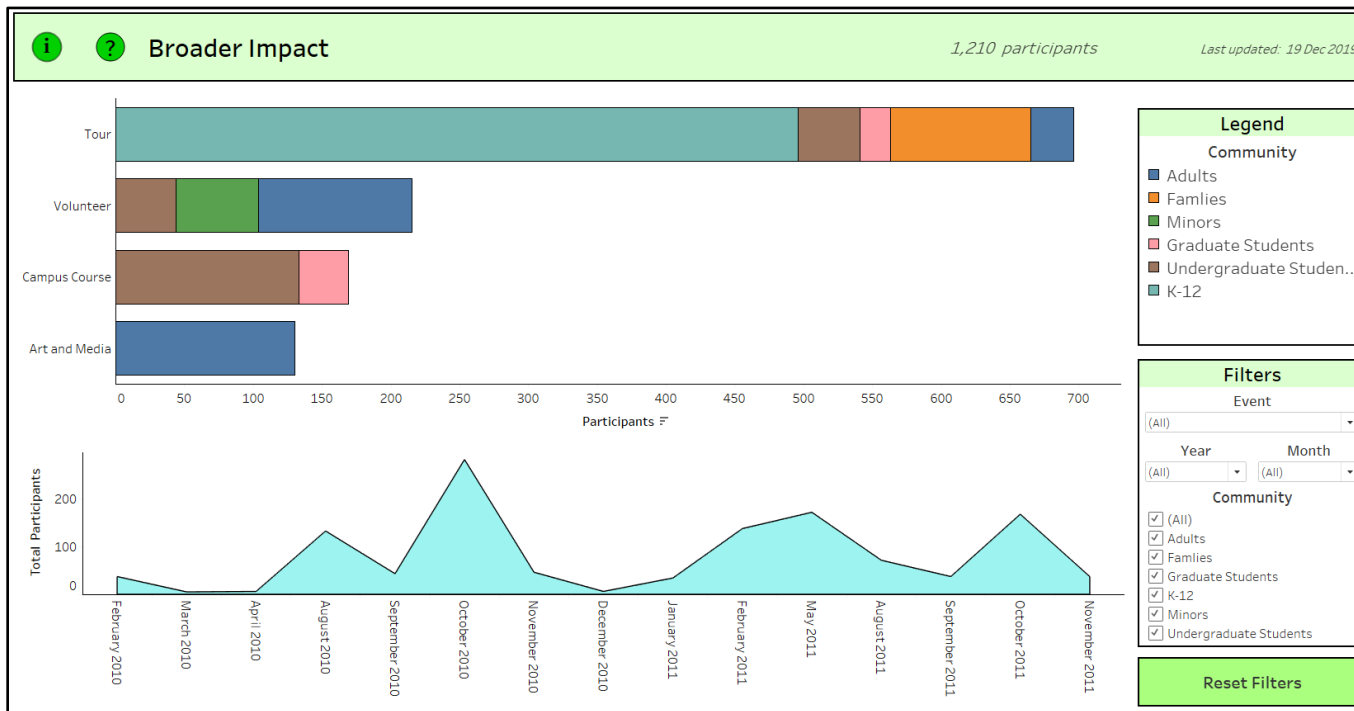 i
?
Broader Impact
1,210 participants
Last updated: 19 Dec 2019
Tour
Volunteer
Campus Course
Art and Media
0 50 100 150 200 250 300 350 400 450 500 550 600 650 700
Participants
Total Participants
200
100
0
February 2010
March 2010
April 2010
August 2010
September 2010
October 2010
November 2010
December 2010
January 2011
February 2011
May 2011
August 2011
September 2011
October 2011
November 2011
Legend
Community
Adults
Famlies
Minors
Graduate Students
Undergraduate Studen..
K-12
Filters
Event
(All)
Year Month
(All) (All)
Community
(All)
Adults
Famlies
Graduate Students
K-12
Minors
Undergraduate Students
Reset Filters